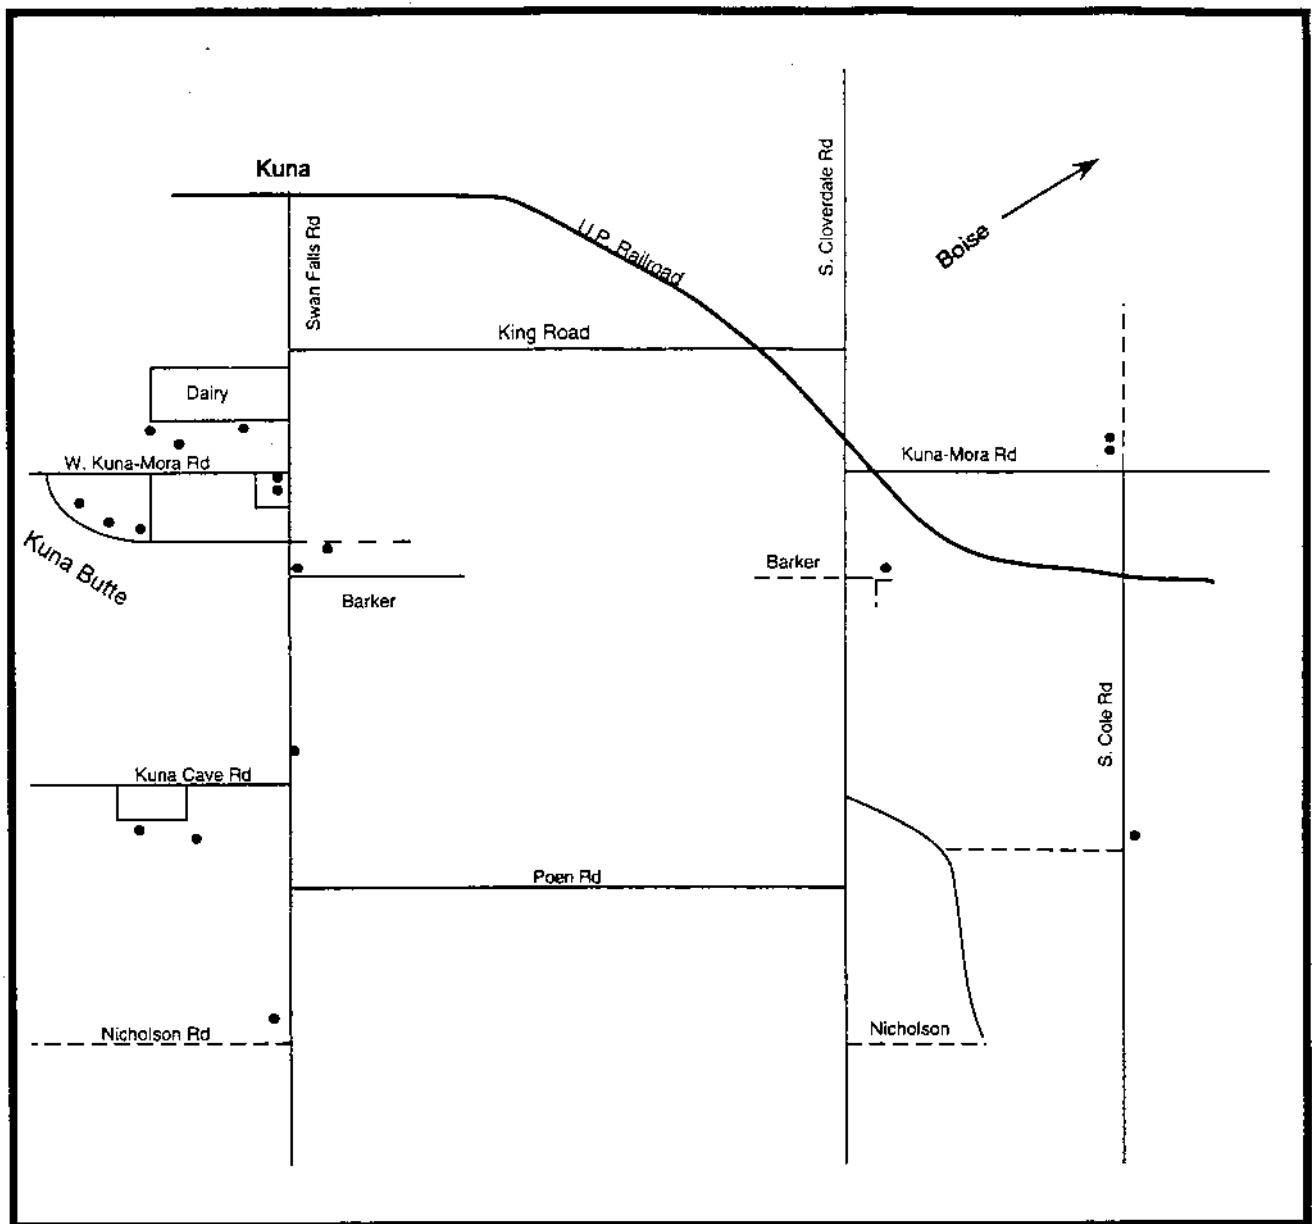 Kuna
Swan Falls Rd
U.P. Railroad
S. Cloverdale Rd
Boise
King Road
Dairy
W. Kuna-Mora Rd
Kuna-Mora Rd
Kuna Butte
Barker
Barker
S. Cole Rd
Kuna Cave Rd
Poen Rd
Nicholson Rd
Nicholson